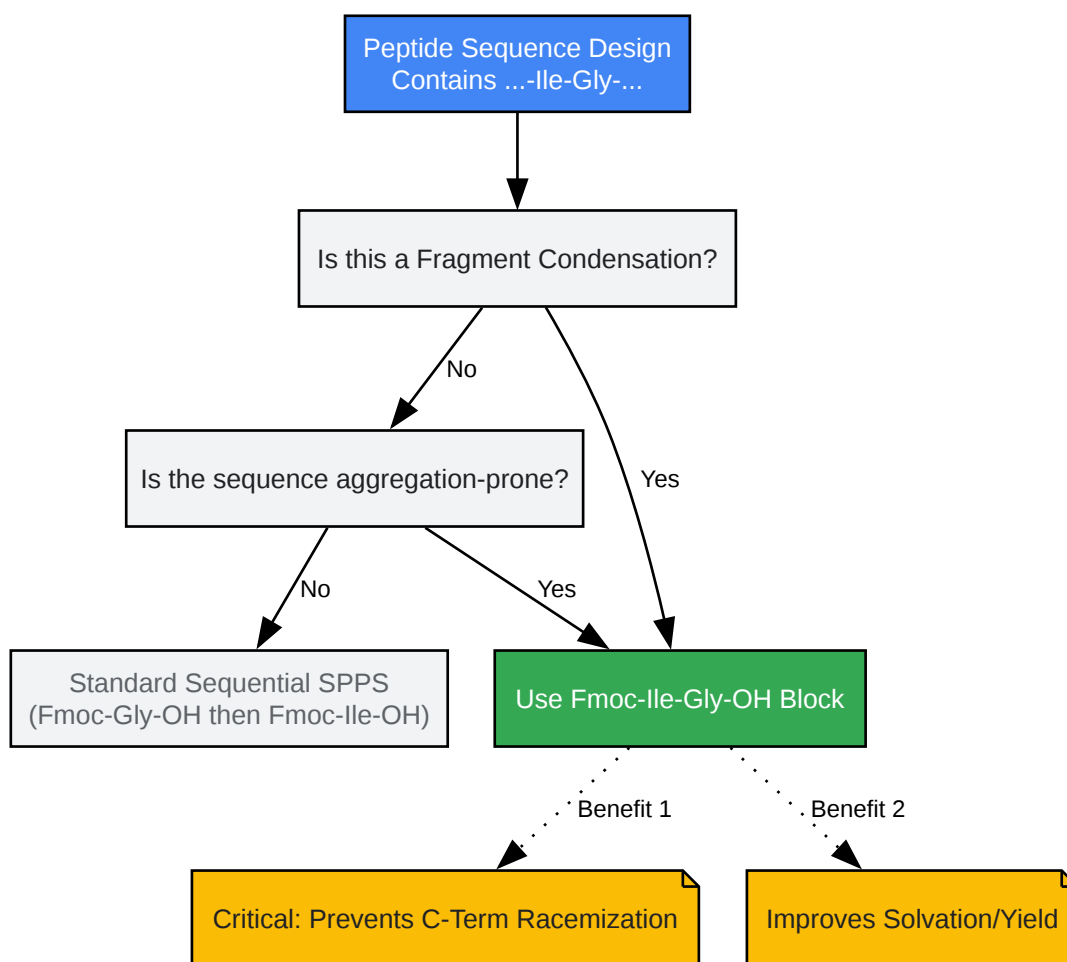 Peptide Sequence Design
Contains ...-Ile-Gly-...
Is this a Fragment Condensation?
No
Yes
Is the sequence aggregation-prone?
No
Yes
Standard Sequential SPPS
(Fmoc-Gly-OH then Fmoc-Ile-OH)
Use Fmoc-Ile-Gly-OH Block
Benefit 1
Benefit 2
Critical: Prevents C-Term Racemization
Improves Solvation/Yield